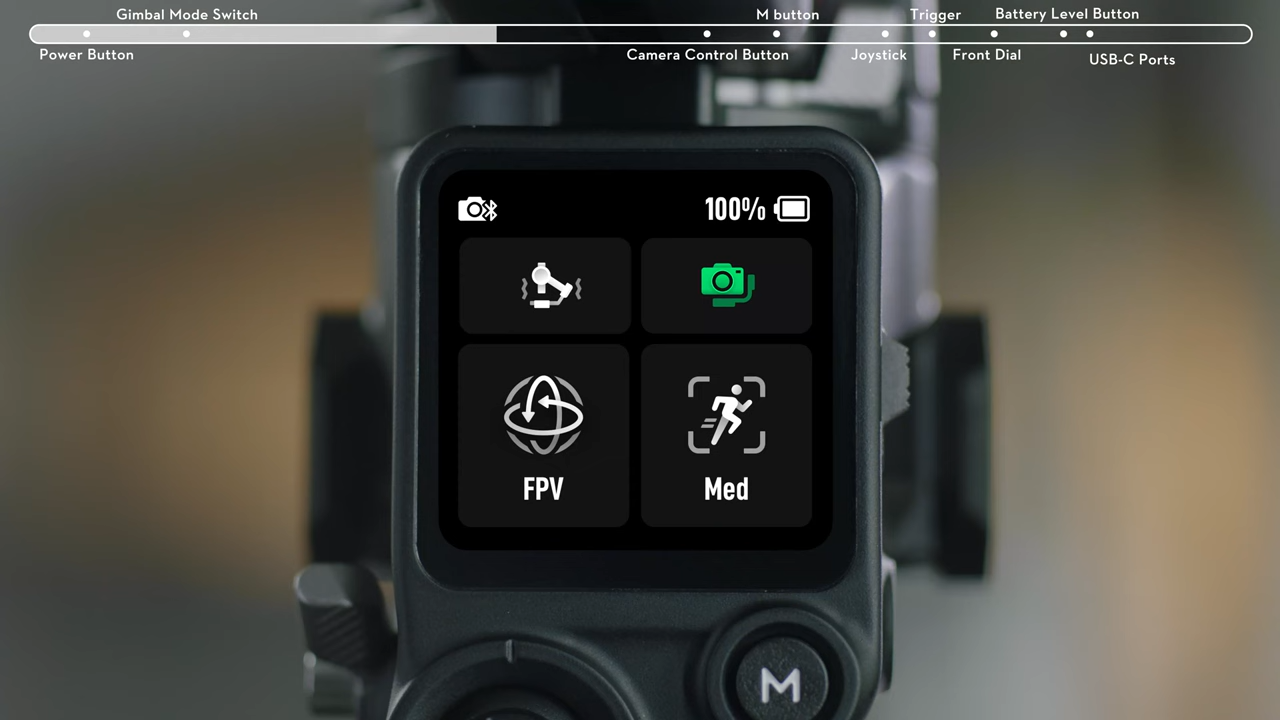 Gimbal Mode Switch
M button
Trigger
Battery Level Button
Power Button
Camera Control Button
Joystick
Front Dial
USB-C Ports
100%
FPV
Med
M